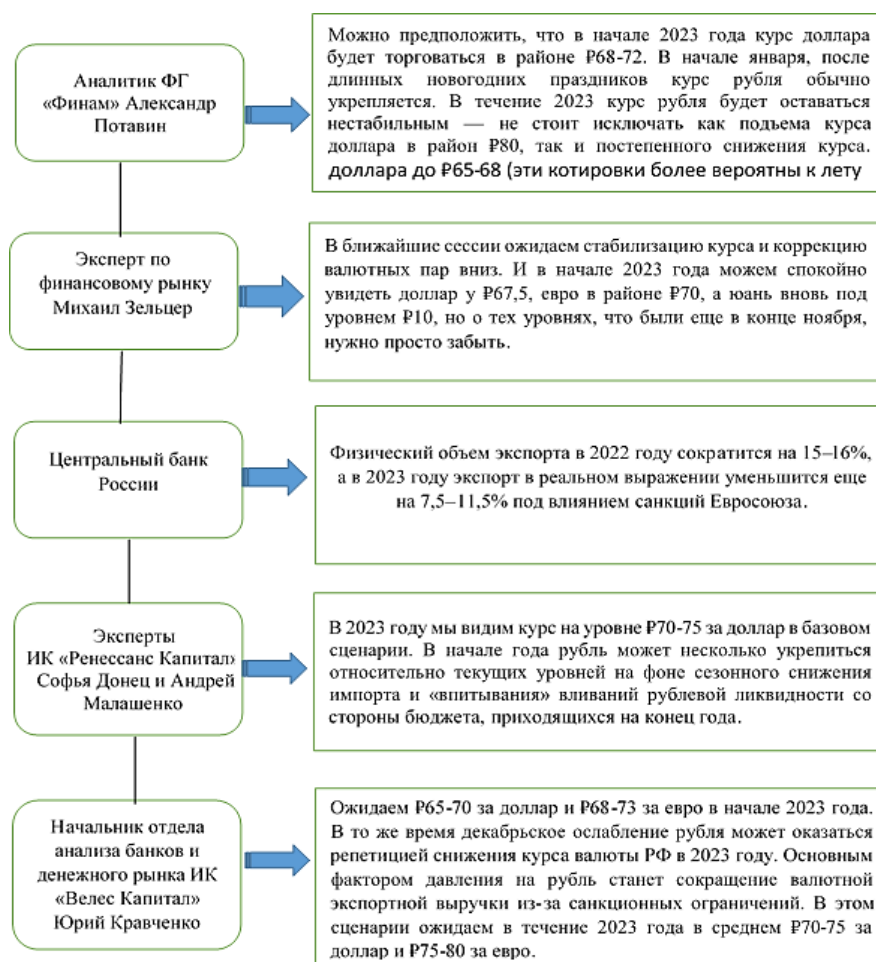 Аналитик ФГ
«Финам» Александр
Потавин
Можно предположить, что в начале 2023 года курс доллара
будет торговаться в районе ₽68-72. В начале января, после
длинных новогодних праздников курс рубля обычно
укрепляется. В течение 2023 курс рубля будет оставаться
нестабильным — не стоит исключать как подъема курса
доллара в район ₽80, так и постепенного снижения курса.
доллара до ₽65-68 (эти котировки более вероятны к лету
Эксперт по
финансовому рынку
Михаил Зельцер
В ближайшие сессии ожидаем стабилизацию курса и коррекцию
валютных пар вниз. И в начале 2023 года можем спокойно
увидеть доллар у ₽67,5, евро в районе ₽70, а юань вновь под
уровнем ₽10, но о тех уровнях, что были еще в конце ноября,
нужно просто забыть.
Центральный банк
России
Физический объем экспорта в 2022 году сократится на 15–16%,
а в 2023 году экспорт в реальном выражении уменьшится еще
на 7,5–11,5% под влиянием санкций Евросоюза.
Эксперты
ИК «Ренессанс Капитал»
Софья Донец и Андрей
Малашенко
В 2023 году мы видим курс на уровне ₽70-75 за доллар в базовом
сценарии. В начале года рубль может несколько укрепиться
относительно текущих уровней на фоне сезонного снижения
импорта и «впитывания» вливаний рублевой ликвидности со
стороны бюджета, приходящихся на конец года.
Начальник отдела
анализа банков и
денежного рынка ИК
«Велес Капитал»
Юрий Кравченко
Ожидаем ₽65-70 за доллар и ₽68-73 за евро в начале 2023 года.
В то же время декабрьское ослабление рубля может оказаться
репетицией снижения курса валюты РФ в 2023 году. Основным
фактором давления на рубль станет сокращение валютной
экспортной выручки из-за санкционных ограничений. В этом
сценарии ожидаем в течение 2023 года в среднем ₽70-75 за
доллар и ₽75-80 за евро.